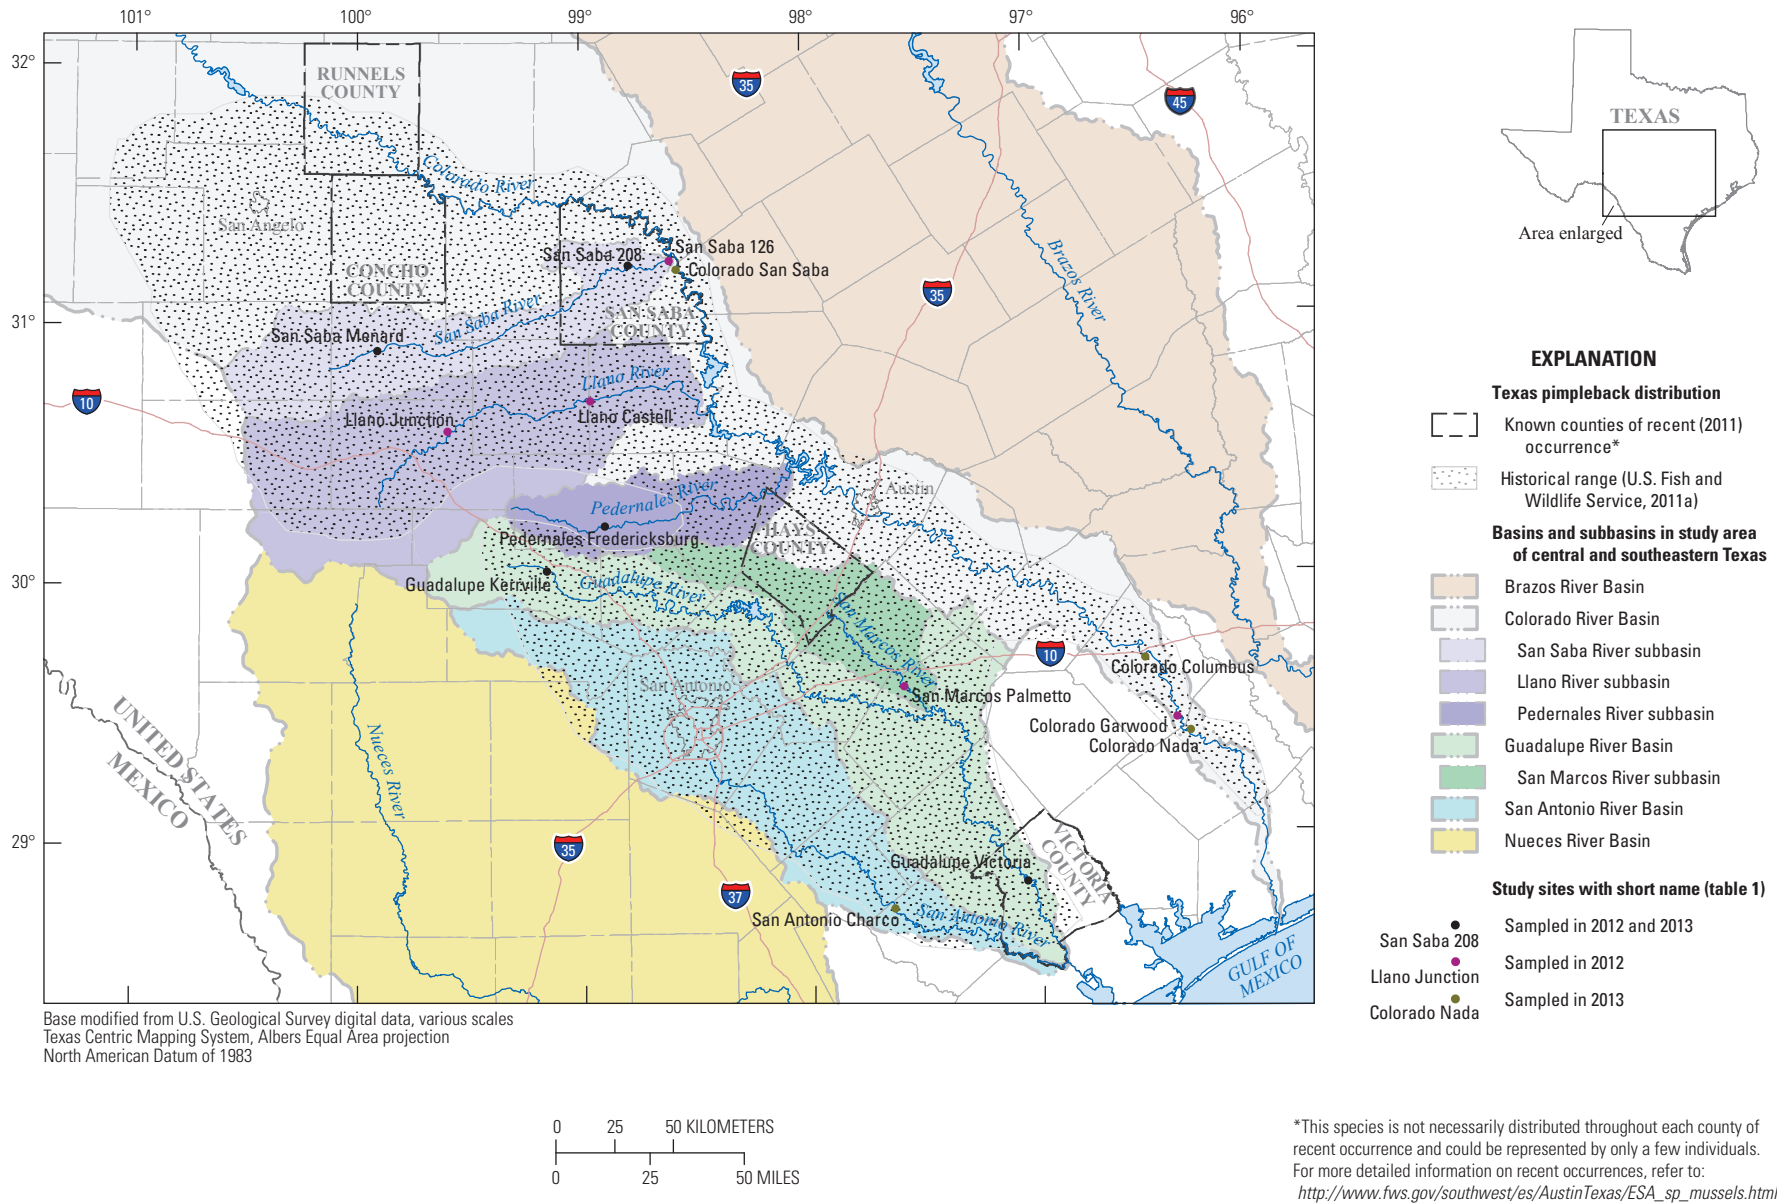 101°
100°
99°
98°
97°
96°
32°
31°
30°
29°
RUNNELS
COUNTY
35
45
Colorado River
San Angelo
CONCHO
COUNTY
San Saba 208
San Saba 126
Colorado San Saba
SAN SABA
COUNTY
San Saba River
San Saba Menard
Brazos River
35
10
Llano River
Llano Junction
Llano Castell
Pedernales River
Austin
HAYS
COUNTY
Pedernales Fredericksburg
Guadalupe Kerrville
Guadalupe River
San Marcos River
10
Colorado Columbus
San Antonio
San Marcos Palmetto
Colorado Garwood
Colorado Nada
UNITED STATES
MEXICO
Nueces River
35
37
Guadalupe Victoria
VICTORIA
COUNTY
San Antonio Charco
San Antonio River
GULF OF
MEXICO
TEXAS
Area enlarged
EXPLANATION
Texas pimpleback distribution
Known counties of recent (2011)
occurrence*
Historical range (U.S. Fish and
Wildlife Service, 2011a)
Basins and subbasins in study area
of central and southeastern Texas
Brazos River Basin
Colorado River Basin
San Saba River subbasin
Llano River subbasin
Pedernales River subbasin
Guadalupe River Basin
San Marcos River subbasin
San Antonio River Basin
Nueces River Basin
Study sites with short name (table 1)
San Saba 208
Sampled in 2012 and 2013
Llano Junction
Sampled in 2012
Colorado Nada
Sampled in 2013
Base modified from U.S. Geological Survey digital data, various scales
Texas Centric Mapping System, Albers Equal Area projection
North American Datum of 1983
0 25 50 KILOMETERS
0 25 50 MILES
*This species is not necessarily distributed throughout each county of
recent occurrence and could be represented by only a few individuals.
For more detailed information on recent occurrences, refer to:
http://www.fws.gov/southwest/es/AustinTexas/ESA_sp_mussels.html